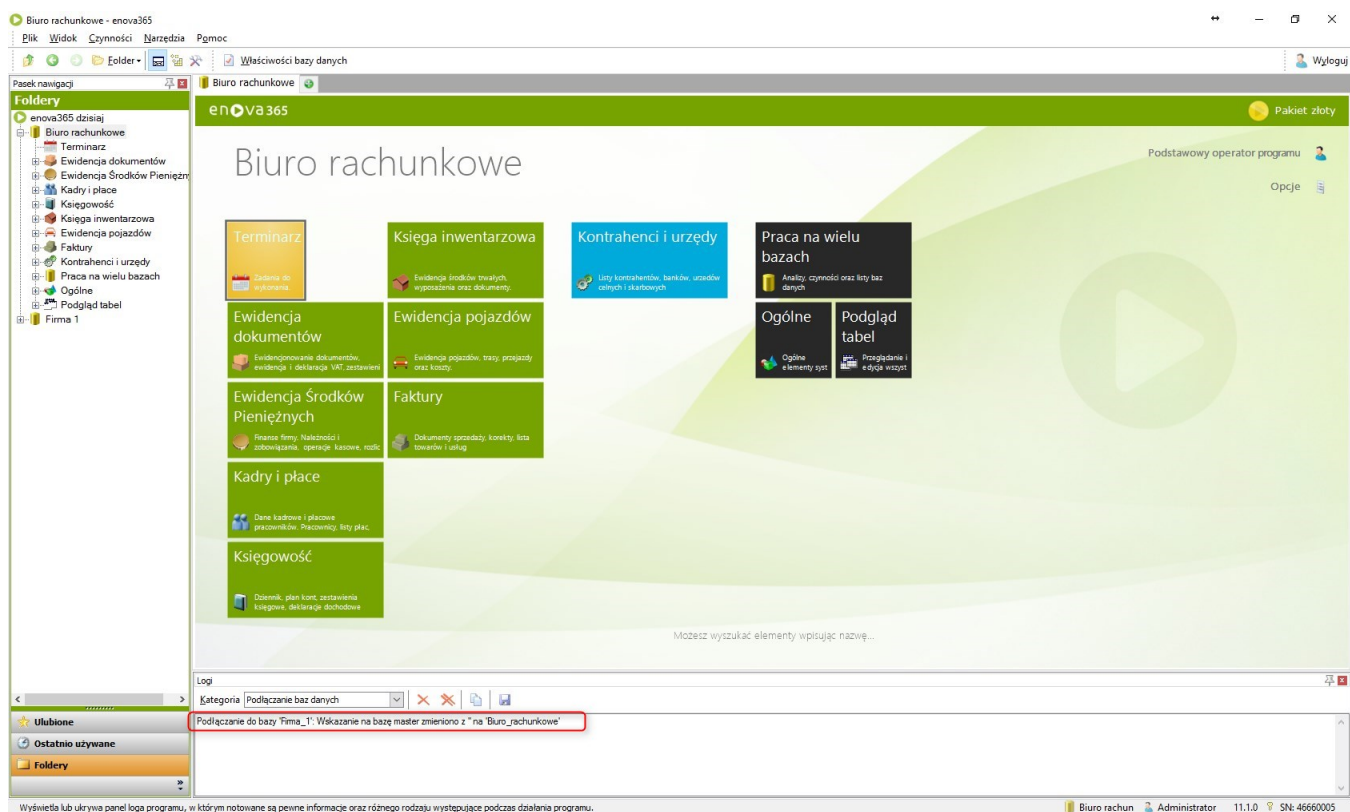 Biuro rachunkowe - enova365
Plik Widok Czynności Narzędzia Pomoc
Folder Właściwości bazy danych Wyloguj
Pasek nawigacji
Biuro rachunkowe
Foldery
enova365 dzisiaj
Biuro rachunkowe
Terminarz
Ewidencja dokumentów
Ewidencja Środków Pieniężn
Kadry i płace
Księgowość
Księga inwentarzowa
Ewidencja pojazdów
Faktury
Kontrahenci i urzędy
Praca na wielu bazach
Ogólne
Podgląd tabel
Firma 1
enova365
Pakiet złoty
Biuro rachunkowe
Podstawowy operator programu
Opcje
Terminarz
Zadania do
wykonania.
Księga inwentarzowa
Ewidencja środków trwałych,
wyposażenia oraz dokumenty.
Kontrahenci i urzędy
Listy kontrahentów, banków, urzędów
celnych i skarbowych
Praca na wielu
bazach
Analizy, czynności oraz listy baz
danych
Ewidencja
dokumentów
Ewidencjonowanie dokumentów,
ewidencja i deklaracja VAT, zestawieni
Ewidencja pojazdów
Ewidencja pojazdów, trasy, przejazdy
oraz koszty.
Ogólne
Ogólne
elementy syst
Podgląd
tabel
Przeglądanie i
edycja wszyst
Ewidencja Środków
Pieniężnych
Finanse firmy. Należności i
zobowiązania, operacje kasowe, rozlic
Faktury
Dokumenty sprzedaży, korekty, lista
towarów i usług
Kadry i płace
Dane kadrowe i płacowe
pracowników, Pracownicy, listy płac,
Księgowość
Dziennik, plan kont, zestawienia
księgowe, deklaracje dochodowe
Możesz wyszukać elementy wpisując nazwę...
Logi
Kategoria Podłączanie baz danych
Podłączanie do bazy 'Firma_1': Wskazanie na bazę master zmieniono z '' na 'Biuro_rachunkowe'
Ulubione
Ostatnio używane
Foldery
Wyświetla lub ukrywa panel loga programu, w którym notowane są pewne informacje oraz różnego rodzaju występujące podczas działania programu.
Biuro rachun Administrator 11.1.0 SN: 46660005